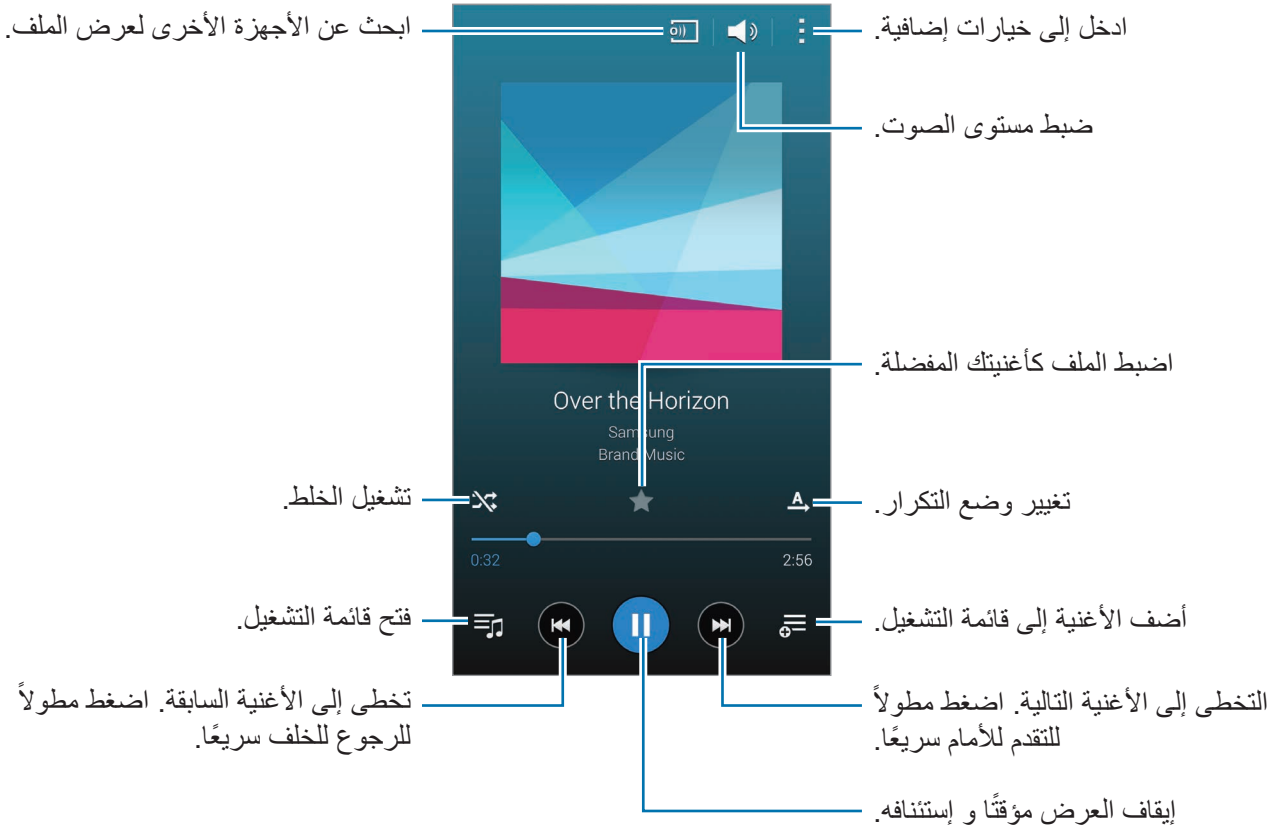 ابحث عن الأجهزة الأخرى لعرض الملف.
ادخل إلى خيارات إضافية.
ضبط مستوى الصوت.
اضبط الملف كأغنيتك المفضلة.
Over the Horizon
Samsung
Brand Music
تشغيل الخلط.
تغيير وضع التكرار.
A
0:32
2:56
فتح قائمة التشغيل.
أضف الأغنية إلى قائمة التشغيل.
تخطى إلى الأغنية السابقة. اضغط مطولاً
للرجوع للخلف سريعًا.
التخطى إلى الأغنية التالية. اضغط مطولاً
للتقدم للأمام سريعًا.
إيقاف العرض مؤقتًا و إستئنافه.